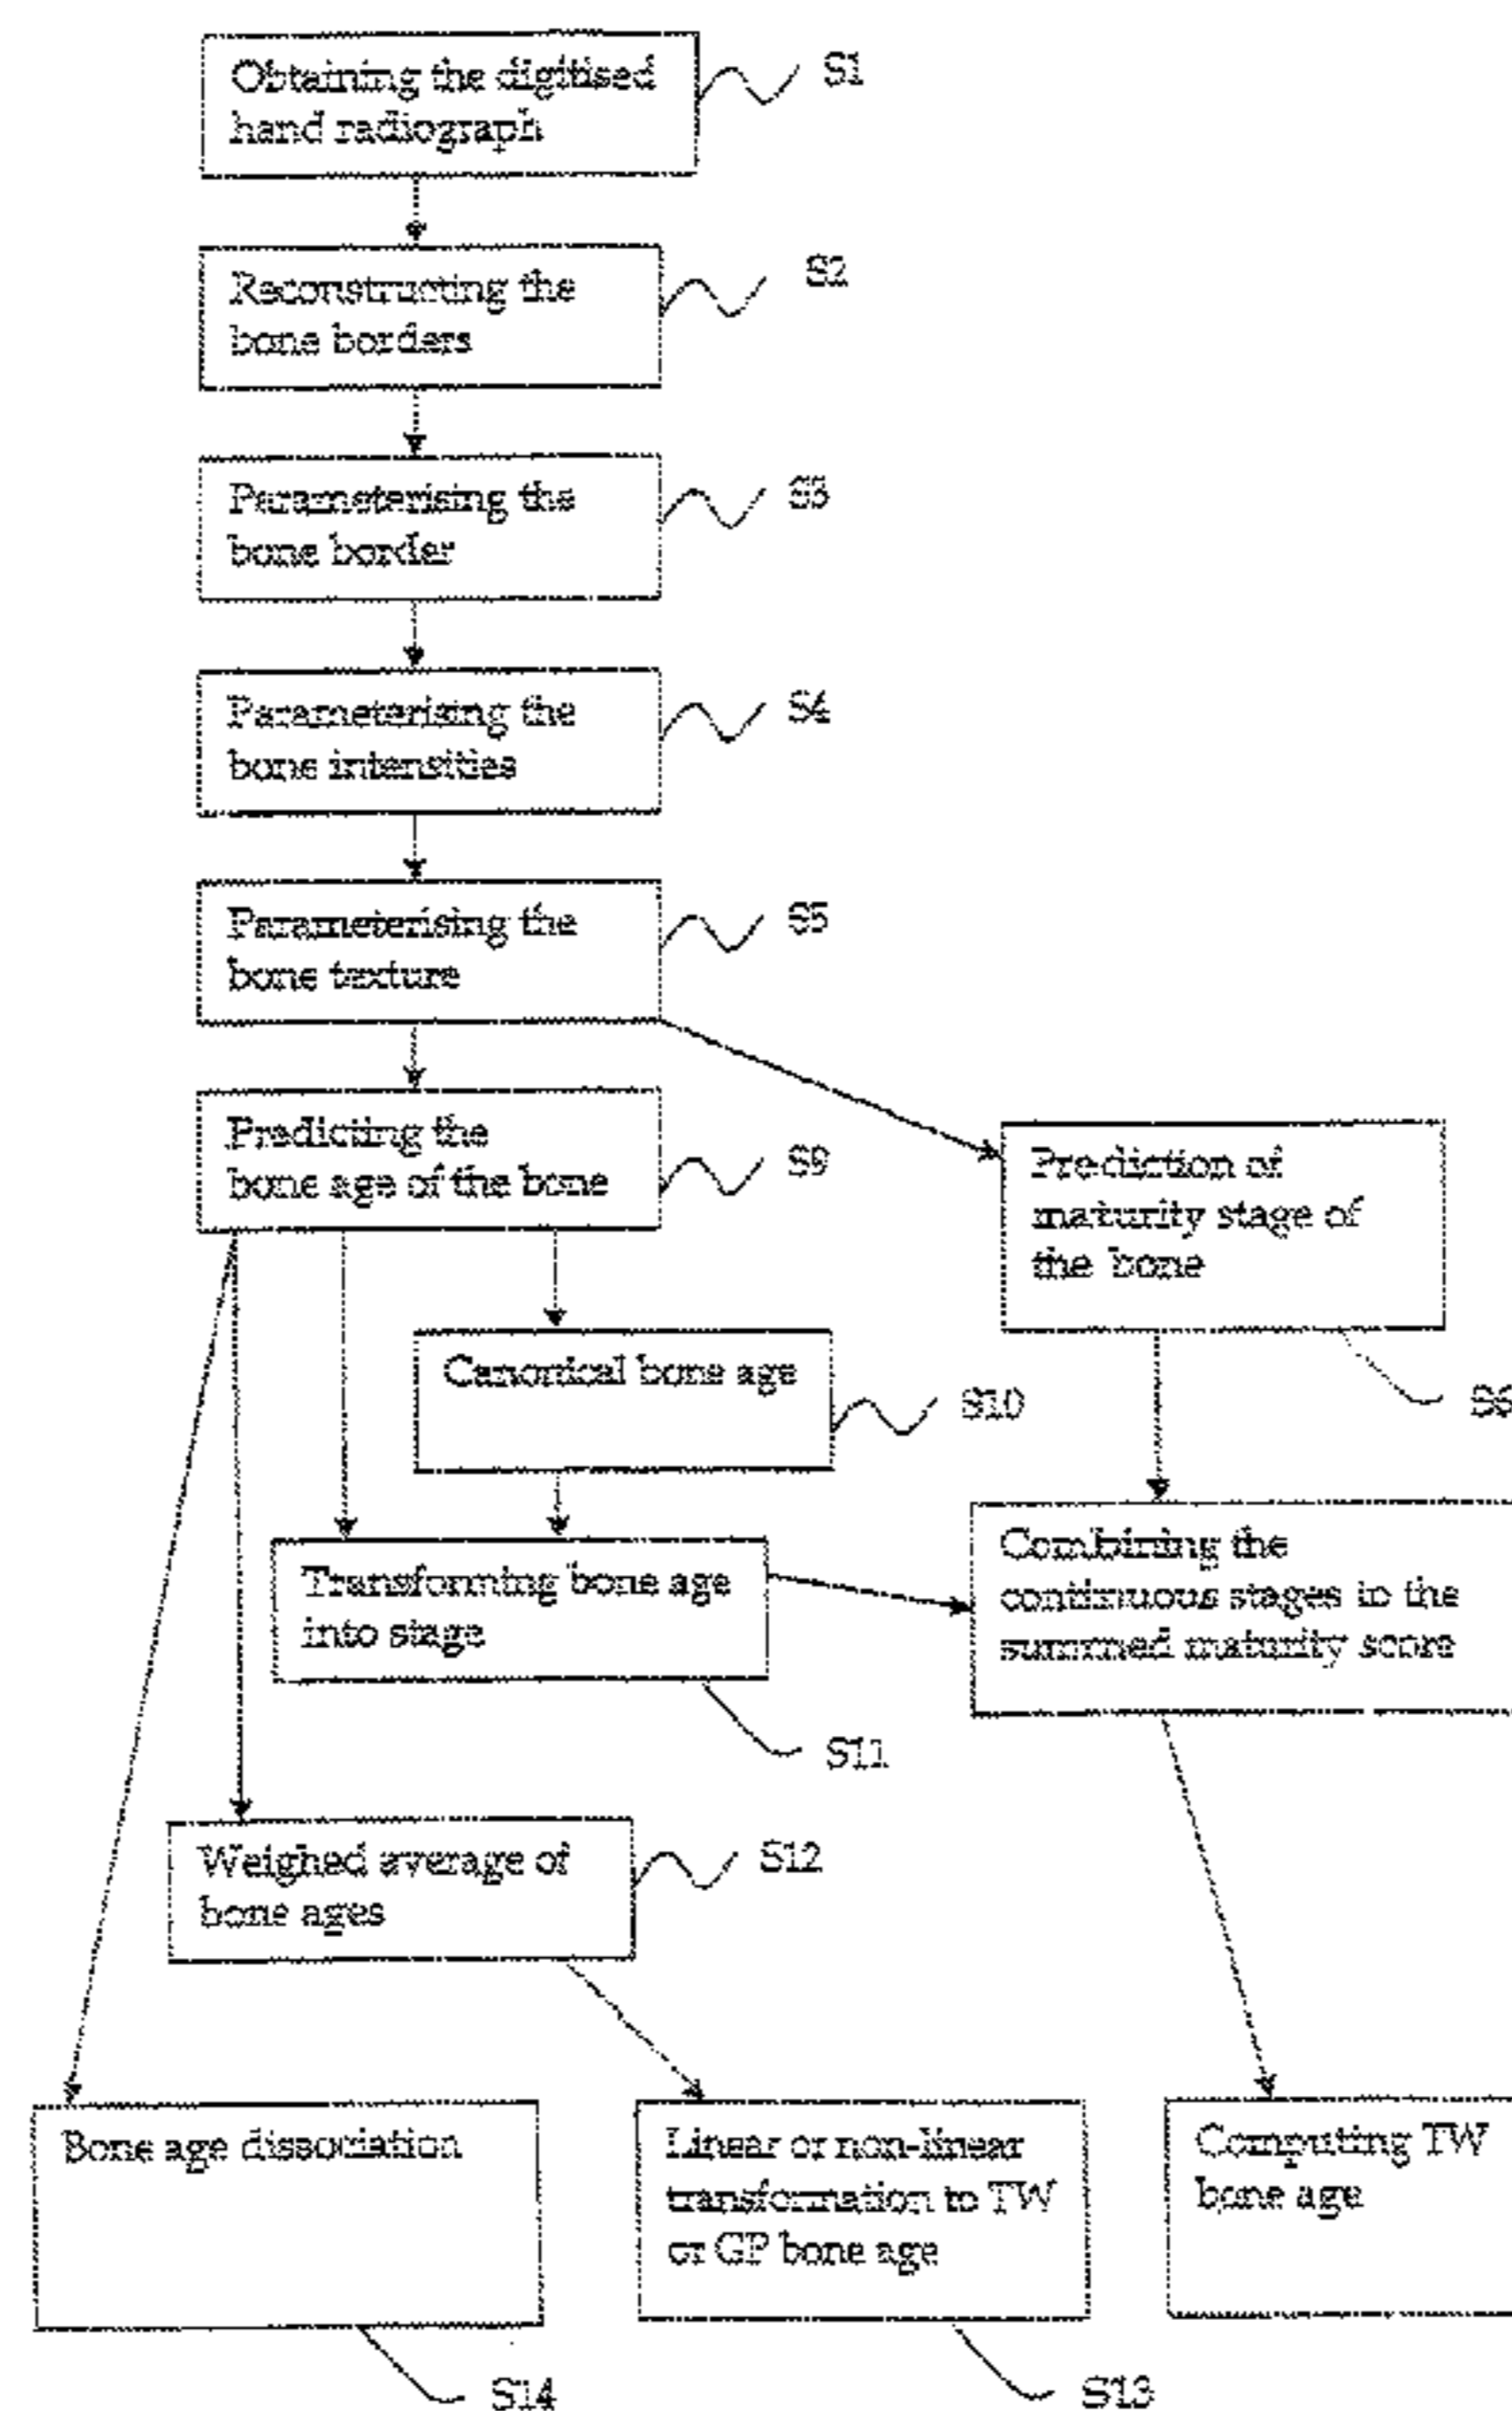 Obtaining the digitised
hand radiograph
S1
Reconstructing the
bone borders
S2
Parameterising the
bone border
S3
Parameterising the
bone intensities
S4
Parameterising the
bone texture
S5
Predicting the
bone age of the bone
S9
Prediction of
maturity stage of
the bone
Canonical bone age
S10
Combining the
continuous stages to the
summed maturity score
Transforming bone age
into stage
S11
Weighed average of
bone ages
S12
Bone age dissociation
S14
Linear or non-linear
transformation to TW
or GP bone age
S13
Computing TW
bone age